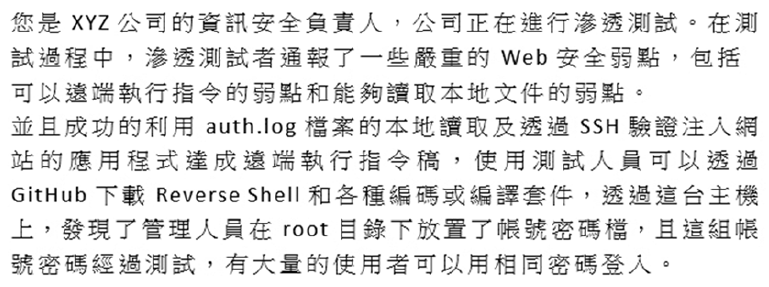 您是 XYZ 公司的資訊安全負責人，公司正在進行滲透測試。在測
試過程中，滲透測試者通報了一些嚴重的 Web 安全弱點，包括
可以遠端執行指令的弱點和能夠讀取本地文件的弱點。
並且成功的利用 auth.log 檔案的本地讀取及透過 SSH 驗證注入網
站的應用程式達成遠端執行指令稿，使用測試人員可以透過
GitHub 下載 Reverse Shell 和各種編碼或編譯套件，透過這台主機
上，發現了管理人員在 root 目錄下放置了帳號密碼檔，且這組帳
號密碼經過測試，有大量的使用者可以用相同密碼登入。